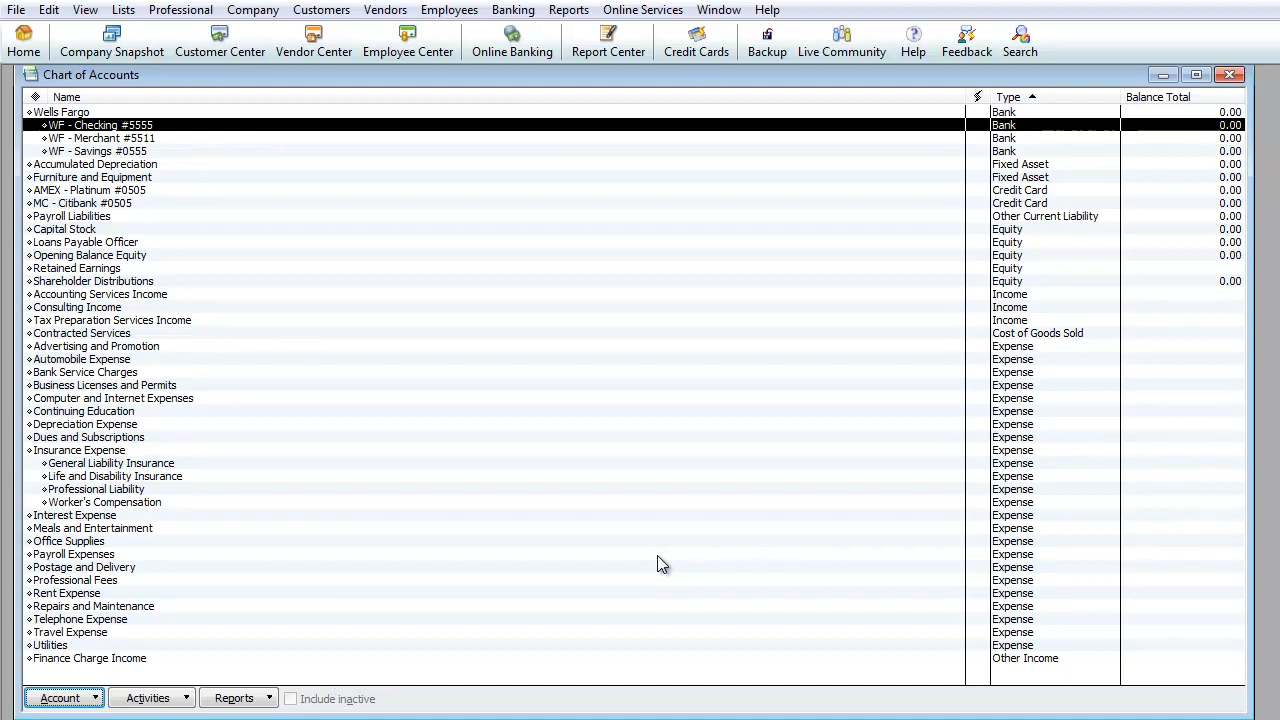 File Edit View Lists Professional Company Customers Vendors Employees Banking Reports Online Services Window Help
Home Company Snapshot Customer Center Vendor Center Employee Center Online Banking Report Center Credit Cards Backup Live Community Help Feedback Search
Chart of Accounts
Name Type Balance Total
Wells Fargo Bank 0.00
WF - Checking #5555 Bank 0.00
WF - Merchant #5511 Bank 0.00
WF - Savings #0555 Bank 0.00
Accumulated Depreciation Fixed Asset 0.00
Furniture and Equipment Fixed Asset 0.00
AMEX - Platinum #0505 Credit Card 0.00
MC - Citibank #0505 Credit Card 0.00
Payroll Liabilities Other Current Liability 0.00
Capital Stock Equity 0.00
Loans Payable Officer Equity 0.00
Opening Balance Equity Equity 0.00
Retained Earnings Equity
Shareholder Distributions Equity 0.00
Accounting Services Income Income
Consulting Income Income
Tax Preparation Services Income Income
Contracted Services Cost of Goods Sold
Advertising and Promotion Expense
Automobile Expense Expense
Bank Service Charges Expense
Business Licenses and Permits Expense
Computer and Internet Expenses Expense
Continuing Education Expense
Depreciation Expense Expense
Dues and Subscriptions Expense
Insurance Expense Expense
General Liability Insurance Expense
Life and Disability Insurance Expense
Professional Liability Expense
Worker's Compensation Expense
Interest Expense Expense
Meals and Entertainment Expense
Office Supplies Expense
Payroll Expenses Expense
Postage and Delivery Expense
Professional Fees Expense
Rent Expense Expense
Repairs and Maintenance Expense
Telephone Expense Expense
Travel Expense Expense
Utilities Expense
Finance Charge Income Other Income
Account Activities Reports Include inactive